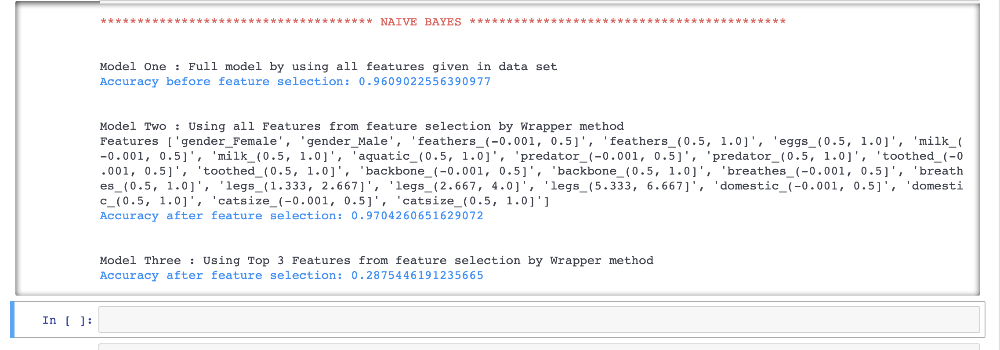 ************************************* NAIVE BAYES *******************************************
Model One : Full model by using all features given in data set
Accuracy before feature selection: 0.9609022556390977
Model Two : Using all Features from feature selection by Wrapper method
Features ['gender_Female', 'gender_Male', 'feathers_(-0.001, 0.5]', 'feathers_(0.5, 1.0]', 'eggs_(0.5, 1.0]', 'milk_(
-0.001, 0.5]', 'milk_(0.5, 1.0]', 'aquatic_(0.5, 1.0]', 'predator_(-0.001, 0.5]', 'predator_(0.5, 1.0]', 'toothed_(-0
.001, 0.5]', 'toothed_(0.5, 1.0]', 'backbone_(-0.001, 0.5]', 'backbone_(0.5, 1.0]', 'breathes_(-0.001, 0.5]', 'breath
es_(0.5, 1.0]', 'legs_(1.333, 2.667]', 'legs_(2.667, 4.0]', 'legs_(5.333, 6.667]', 'domestic_(-0.001, 0.5]', 'domesti
c_(0.5, 1.0]', 'catsize_(-0.001, 0.5]', 'catsize_(0.5, 1.0]']
Accuracy after feature selection: 0.9704260651629072
Model Three : Using Top 3 Features from feature selection by Wrapper method
Accuracy after feature selection: 0.2875446191235665
In [ ]: